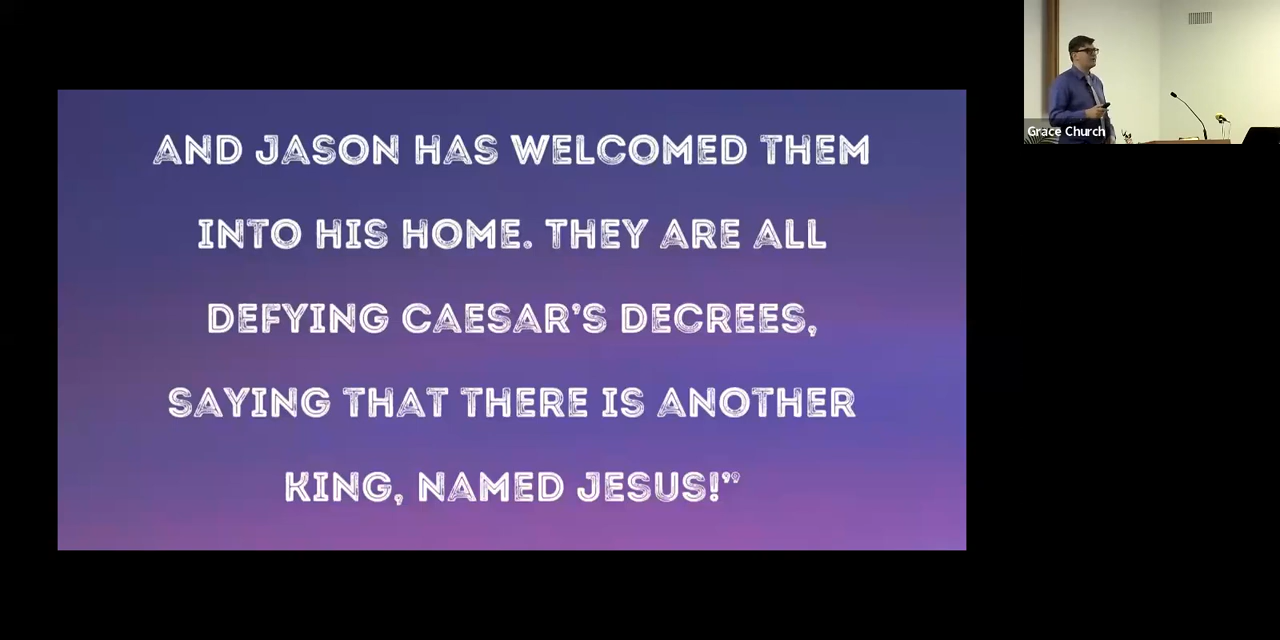 AND JASON HAS WELCOMED THEM
INTO HIS HOME. THEY ARE ALL
DEFYING CAESAR'S DECREES,
SAYING THAT THERE IS ANOTHER
KING, NAMED JESUS!”
Grace Church